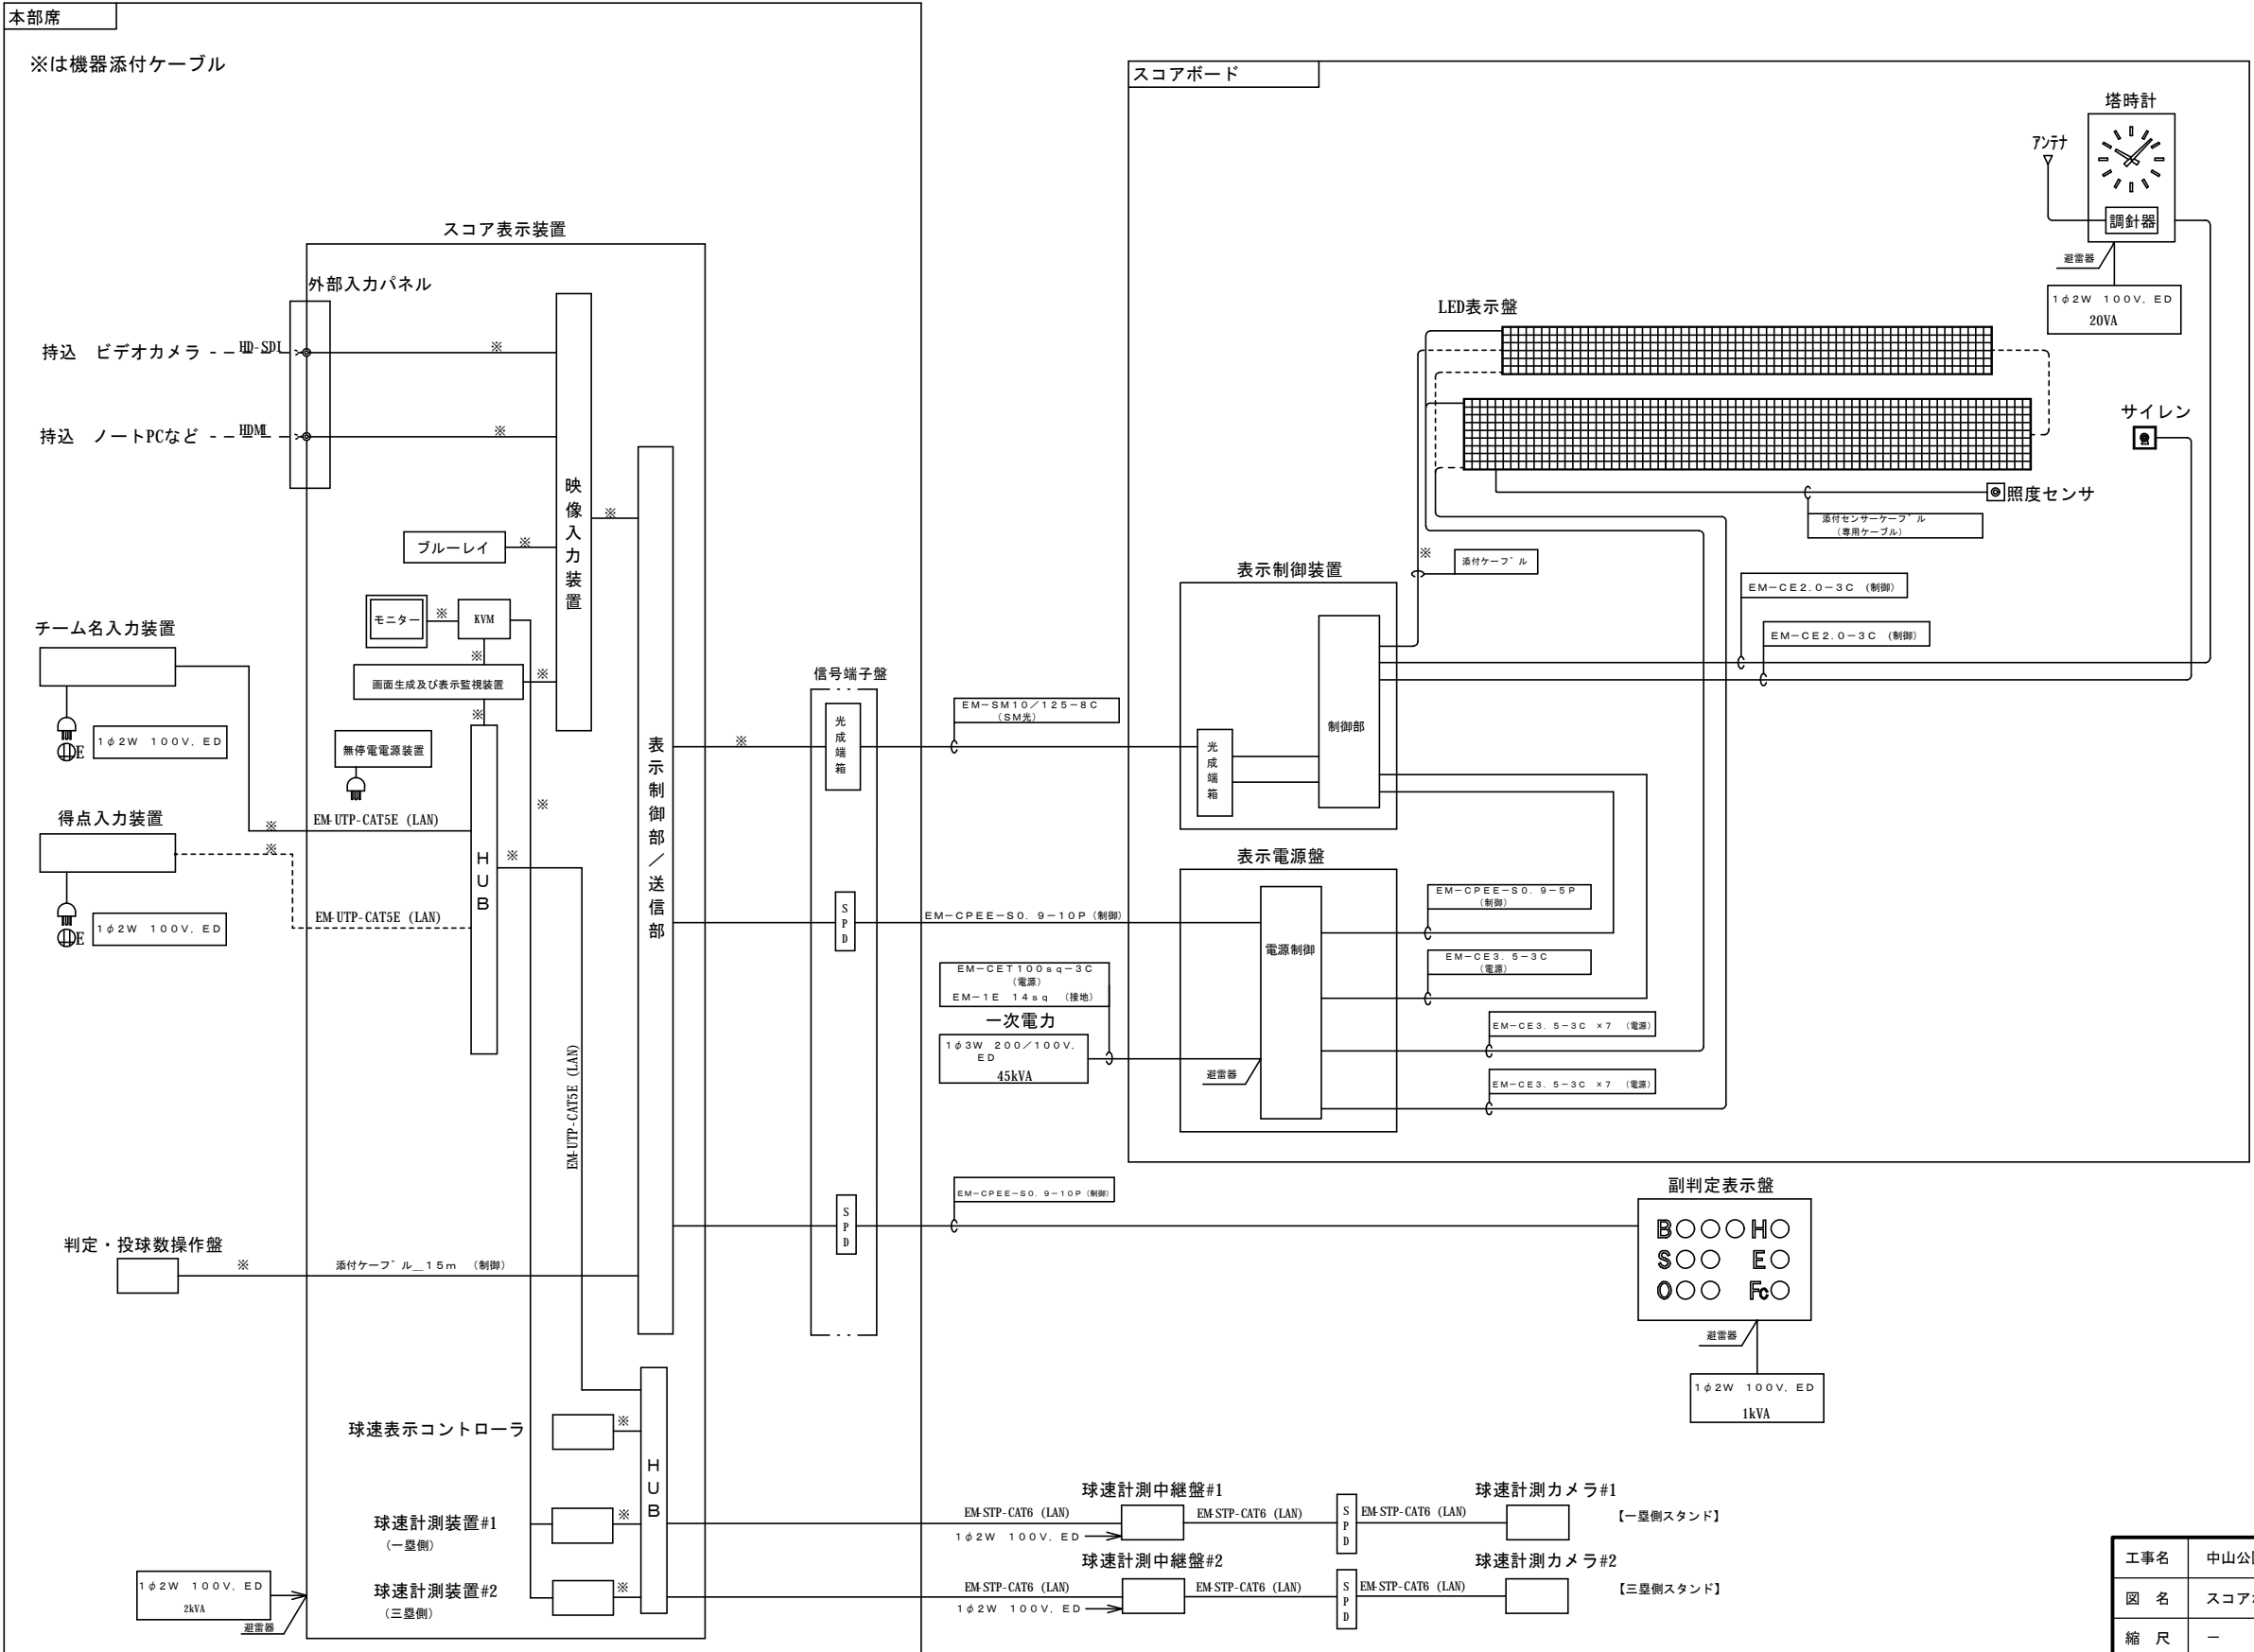 本部席
※は機器添付ケーブル
スコア表示装置
外部入力パネル
持込　ビデオカメラ
HD-SDI
※
持込　ノートPCなど
HDMI
※
映像入力装置
※
ブルーレイ
※
モニター
※
KVM
※
画面生成及び表示監視装置
※
※
チーム名入力装置
E
1φ2W　100V, ED
無停電電源装置
※
EM-UTP-CAT5E (LAN)
※
得点入力装置
※
E
1φ2W　100V, ED
EM-UTP-CAT5E (LAN)
HUB
※
EM-UTP-CAT5E (LAN)
表示制御部／送信部
※
判定・投球数操作盤
※
添付ケーブル__15m　(制御)
球速表示コントローラ
※
球速計測装置#1
(一塁側)
※
球速計測装置#2
(三塁側)
※
HUB
1φ2W　100V, ED
2kVA
避雷器
信号端子盤
光成端箱
SPD
SPD
EM-SM10/125-8C
(SM光)
EM-CPEE-S0.9-10P (制御)
EM-CET100sq-3C
(電源)
EM-1E　14sq　(接地)
一次電力
1φ3W　200/100V,
ED
45kVA
EM-CPEE-S0.9-10P (制御)
スコアボード
塔時計
アンテナ
調針器
避雷器
1φ2W　100V, ED
20VA
LED表示盤
サイレン
照度センサ
添付センサーケーブル
(専用ケーブル)
※
添付ケーブル
表示制御装置
制御部
光成端箱
EM-CE2.0-3C　(制御)
EM-CE2.0-3C　(制御)
表示電源盤
電源制御
避雷器
EM-CPEE-S0.9-5P
(制御)
EM-CE3.5-3C
(電源)
EM-CE3.5-3C　×7　(電源)
EM-CE3.5-3C　×7　(電源)
副判定表示盤
B H
S E
O Fc
避雷器
1φ2W　100V, ED
1kVA
球速計測中継盤#1
EM-STP-CAT6 (LAN)
1φ2W　100V, ED
EM-STP-CAT6 (LAN)
SPD
EM-STP-CAT6 (LAN)
球速計測カメラ#1
【一塁側スタンド】
球速計測中継盤#2
EM-STP-CAT6 (LAN)
1φ2W　100V, ED
EM-STP-CAT6 (LAN)
SPD
EM-STP-CAT6 (LAN)
球速計測カメラ#2
【三塁側スタンド】
工事名　中山公
図　名　スコア
縮　尺　－